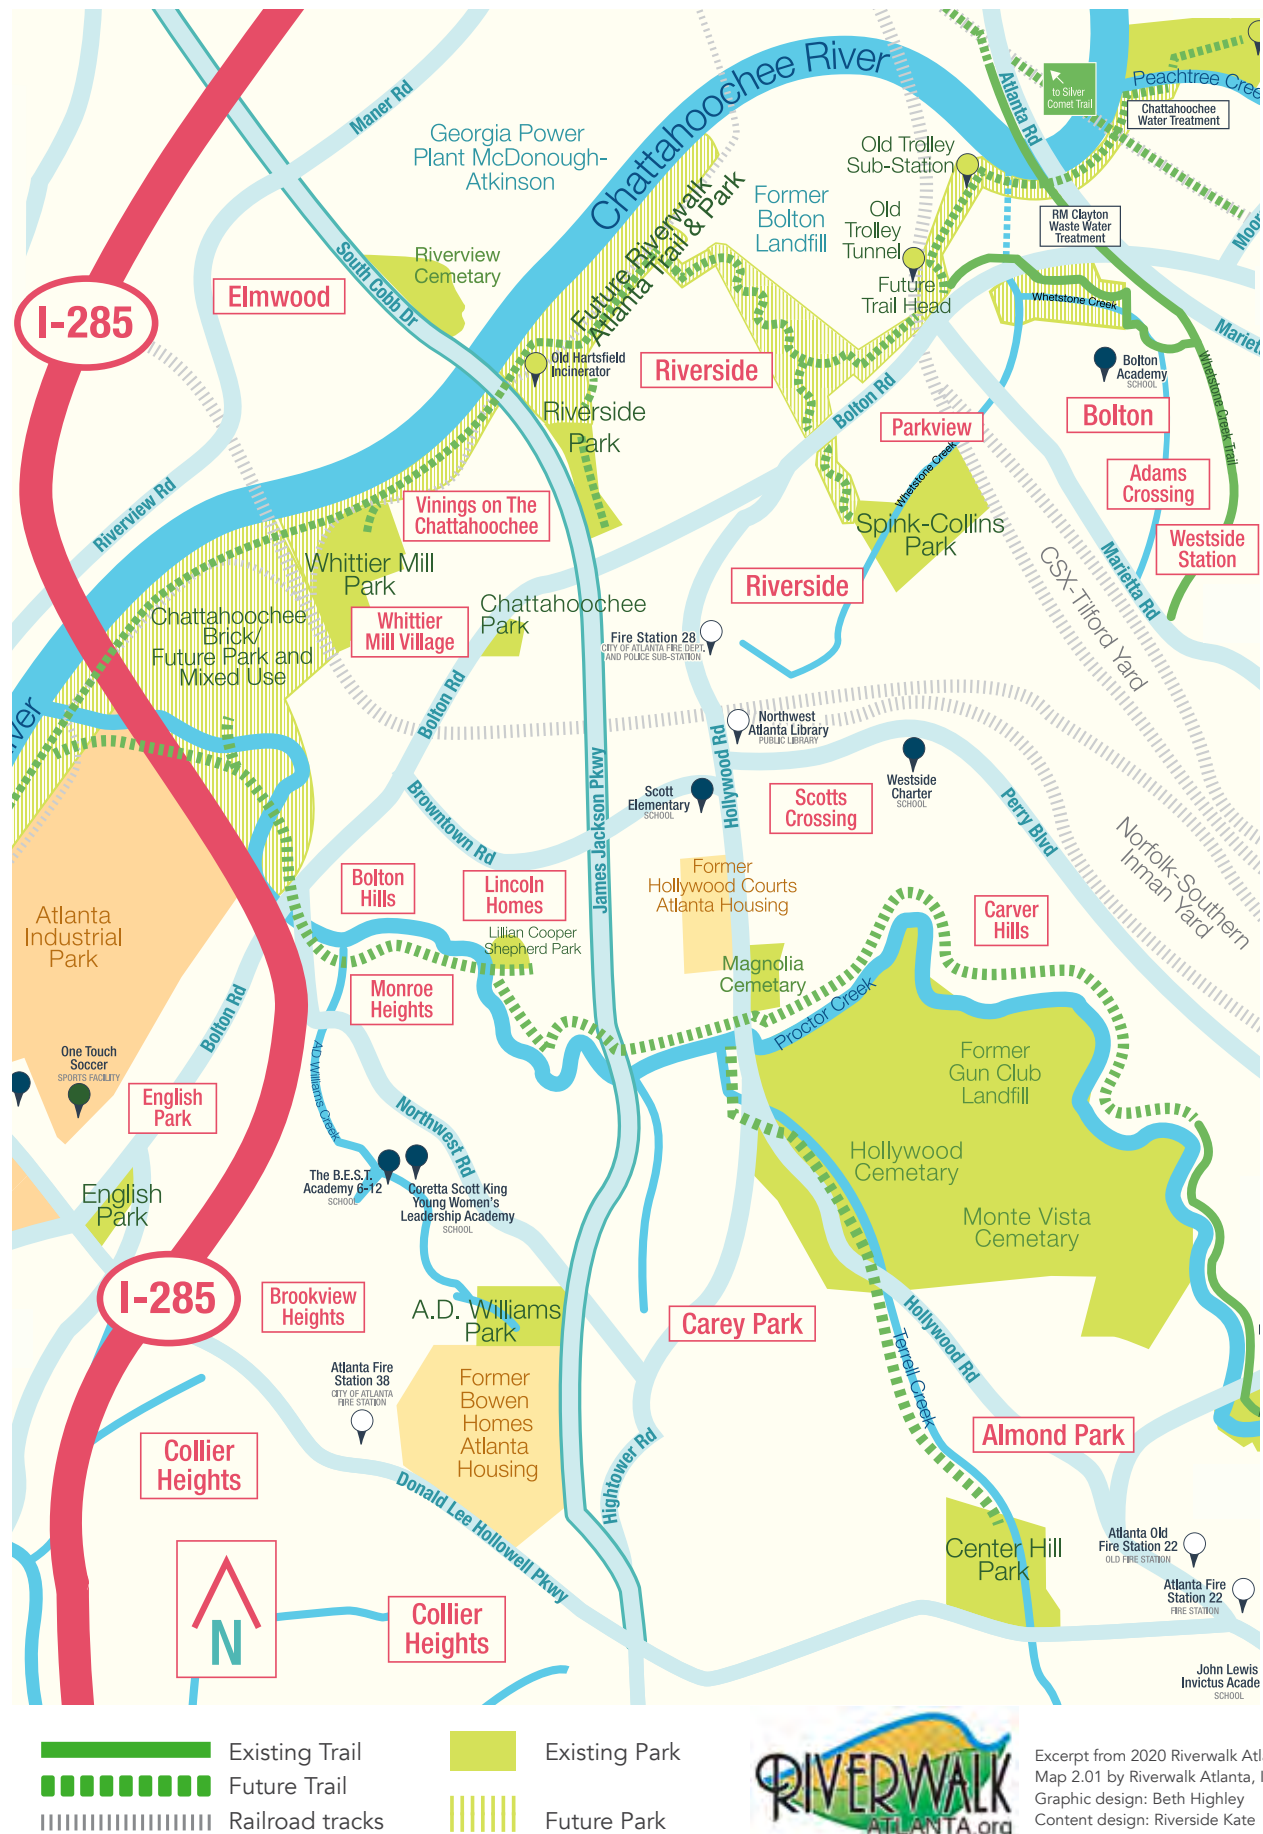 Maner Rd
Georgia Power
Plant McDonough-
Atkinson
Chattahoochee River
Atlanta Rd
to Silver
Comet Trail
Peachtree Cree
Chattahoochee
Water Treatment
Old Trolley
Sub-Station
Old
Trolley
Tunnel
Future
Trail Head
RM Clayton
Waste Water
Treatment
Moor
Former
Bolton
Landfill
Future Riverwalk
Atlanta Trail & Park
Riverview
Cemetary
South Cobb Dr
Elmwood
I-285
Whetstone Creek
Mariet
Old Hartsfield
Incinerator
Riverside
Riverside
Park
Bolton Rd
Bolton
Academy
SCHOOL
Whetstone Creek Trail
Bolton
Parkview
Whetstone Creek
Adams
Crossing
Riverview Rd
Vinings on The
Chattahoochee
Spink-Collins
Park
Westside
Station
Whittier Mill
Park
CSX-Tilford Yard
Marietta Rd
Riverside
Chattahoochee
Brick/
Future Park and
Mixed Use
Whittier
Mill Village
Chattahoochee
Park
Fire Station 28
CITY OF ATLANTA FIRE DEPT.
AND POLICE SUB-STATION
Bolton Rd
iver
Northwest
Atlanta Library
PUBLIC LIBRARY
Hollywood Rd
James Jackson Pkwy
Scott
Elementary
SCHOOL
Westside
Charter
SCHOOL
Scotts
Crossing
Perry Blvd
Browntown Rd
Norfolk-Southern
Inman Yard
Former
Hollywood Courts
Atlanta Housing
Bolton
Hills
Lincoln
Homes
Lillian Cooper
Shepherd Park
Carver
Hills
Atlanta
Industrial
Park
Magnolia
Cemetary
Monroe
Heights
Proctor Creek
Bolton Rd
AD Williams Creek
One Touch
Soccer
SPORTS FACILITY
Former
Gun Club
Landfill
English
Park
Northwest Rd
Hollywood
Cemetary
The B.E.S.T.
Academy 6-12
SCHOOL
Coretta Scott King
Young Women's
Leadership Academy
SCHOOL
English
Park
Monte Vista
Cemetary
I-285
Brookview
Heights
A.D. Williams
Park
Carey Park
Hollywood Rd
Terrell Creek
Atlanta Fire
Station 38
CITY OF ATLANTA
FIRE STATION
Former
Bowen
Homes
Atlanta
Housing
Almond Park
Collier
Heights
Hightower Rd
Donald Lee Hollowell Pkwy
Center Hill
Park
Atlanta Old
Fire Station 22
OLD FIRE STATION
Atlanta Fire
Station 22
FIRE STATION
N
Collier
Heights
John Lewis
Invictus Acade
SCHOOL
Existing Trail
Future Trail
Railroad tracks
Existing Park
Future Park
RIVERWALK
ATLANTA.org
Excerpt from 2020 Riverwalk Atl
Map 2.01 by Riverwalk Atlanta,
Graphic design: Beth Highley
Content design: Riverside Kate